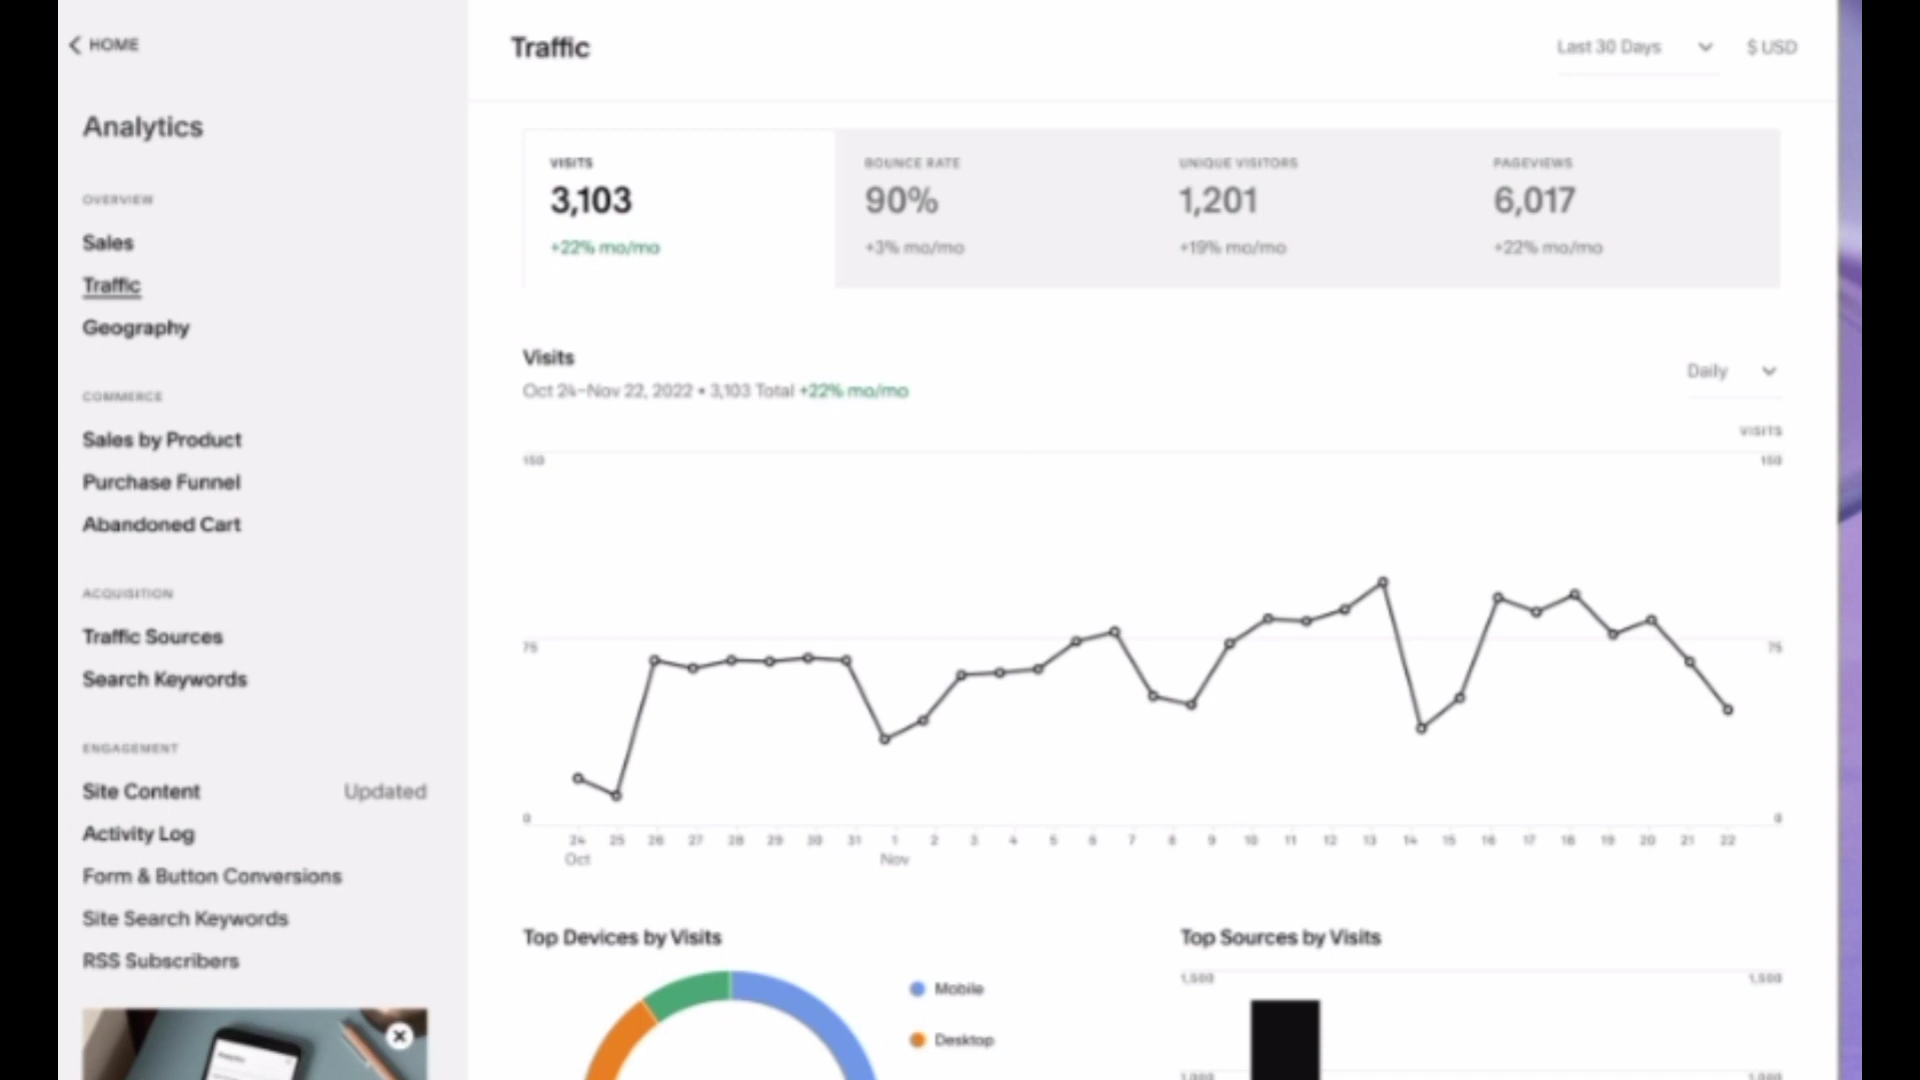 HOME
Analytics
OVERVIEW
Sales
Traffic
Geography
COMMERCE
Sales by Product
Purchase Funnel
Abandoned Cart
ACQUISITION
Traffic Sources
Search Keywords
ENGAGEMENT
Site Content Updated
Activity Log
Form & Button Conversions
Site Search Keywords
RSS Subscribers
Traffic
Last 30 Days $ USD
VISITS BOUNCE RATE UNIQUE VISITORS PAGEVIEWS
3,103 90% 1,201 6,017
+22% mo/mo +3% mo/mo +19% mo/mo +22% mo/mo
Visits
Oct 24–Nov 22, 2022 • 3,103 Total +22% mo/mo
Daily
VISITS
150 150
75 75
0 0
24 25 26 27 28 29 30 31 1 2 3 4 5 6 7 8 9 10 11 12 13 14 15 16 17 18 19 20 21 22
Oct Nov
Top Devices by Visits
Mobile
Desktop
Top Sources by Visits
1,500 1,500
1,000 1,000